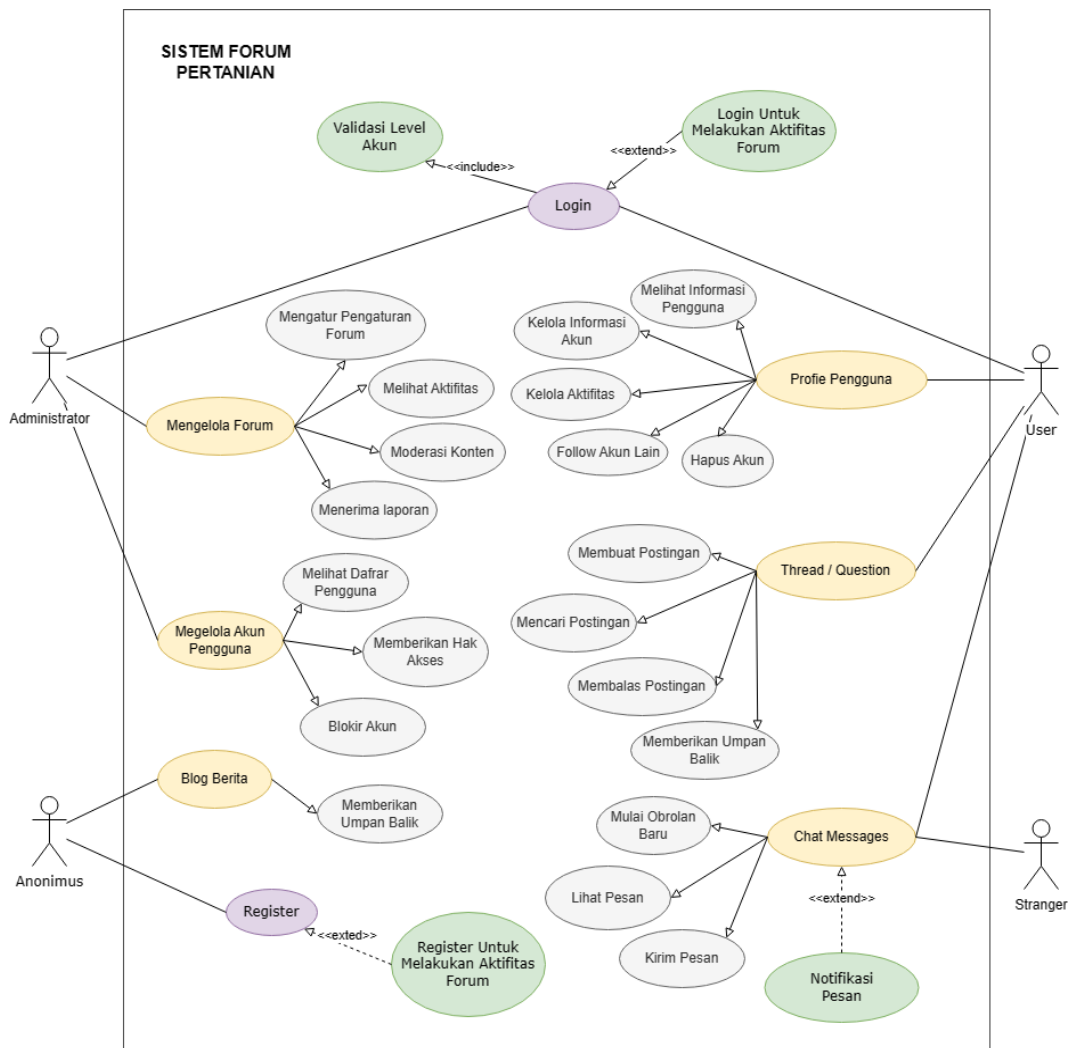 SISTEM FORUM
PERTANIAN
Validasi Level
Akun
Login Untuk
Melakukan Aktifitas
Forum
<<include>>
<<extend>>
Login
Administrator
User
Mengatur Pengaturan
Forum
Melihat Aktifitas
Mengelola Forum
Moderasi Konten
Menerima laporan
Melihat Informasi
Pengguna
Kelola Informasi
Akun
Profie Pengguna
Kelola Aktifitas
Follow Akun Lain
Hapus Akun
Melihat Dafrar
Pengguna
Megelola Akun
Pengguna
Memberikan Hak
Akses
Blokir Akun
Membuat Postingan
Thread / Question
Mencari Postingan
Membalas Postingan
Memberikan Umpan
Balik
Blog Berita
Memberikan
Umpan Balik
Anonimus
Register
<<exted>>
Register Untuk
Melakukan Aktifitas
Forum
Mulai Obrolan
Baru
Chat Messages
Lihat Pesan
<<extend>>
Kirim Pesan
Notifikasi
Pesan
Stranger